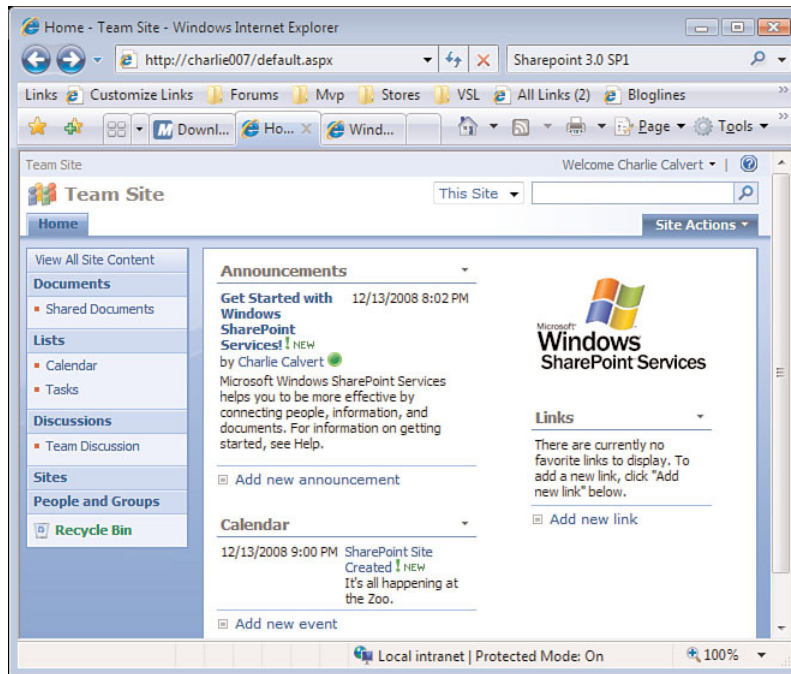 Home - Team Site - Windows Internet Explorer
http://charlie007/default.aspx
Sharepoint 3.0 SP1
Links Customize Links Forums Mvp Stores VSL All Links (2) Bloglines »
Downl... Ho... Wind... Page Tools »
Team Site
Welcome Charlie Calvert
Team Site
This Site
Home
Site Actions
View All Site Content
Documents
Shared Documents
Lists
Calendar
Tasks
Discussions
Team Discussion
Sites
People and Groups
Recycle Bin
Announcements
Get Started with 12/13/2008 8:02 PM
Windows
SharePoint
Services! ! NEW
by Charlie Calvert
Microsoft Windows SharePoint Services
helps you to be more effective by
connecting people, information, and
documents. For information on getting
started, see Help.
Add new announcement
Calendar
12/13/2008 9:00 PM SharePoint Site
Created ! NEW
It's all happening at
the Zoo.
Add new event
Microsoft
Windows
SharePoint Services
Links
There are currently no
favorite links to display. To
add a new link, click "Add
new link" below.
Add new link
Local intranet | Protected Mode: On
100%